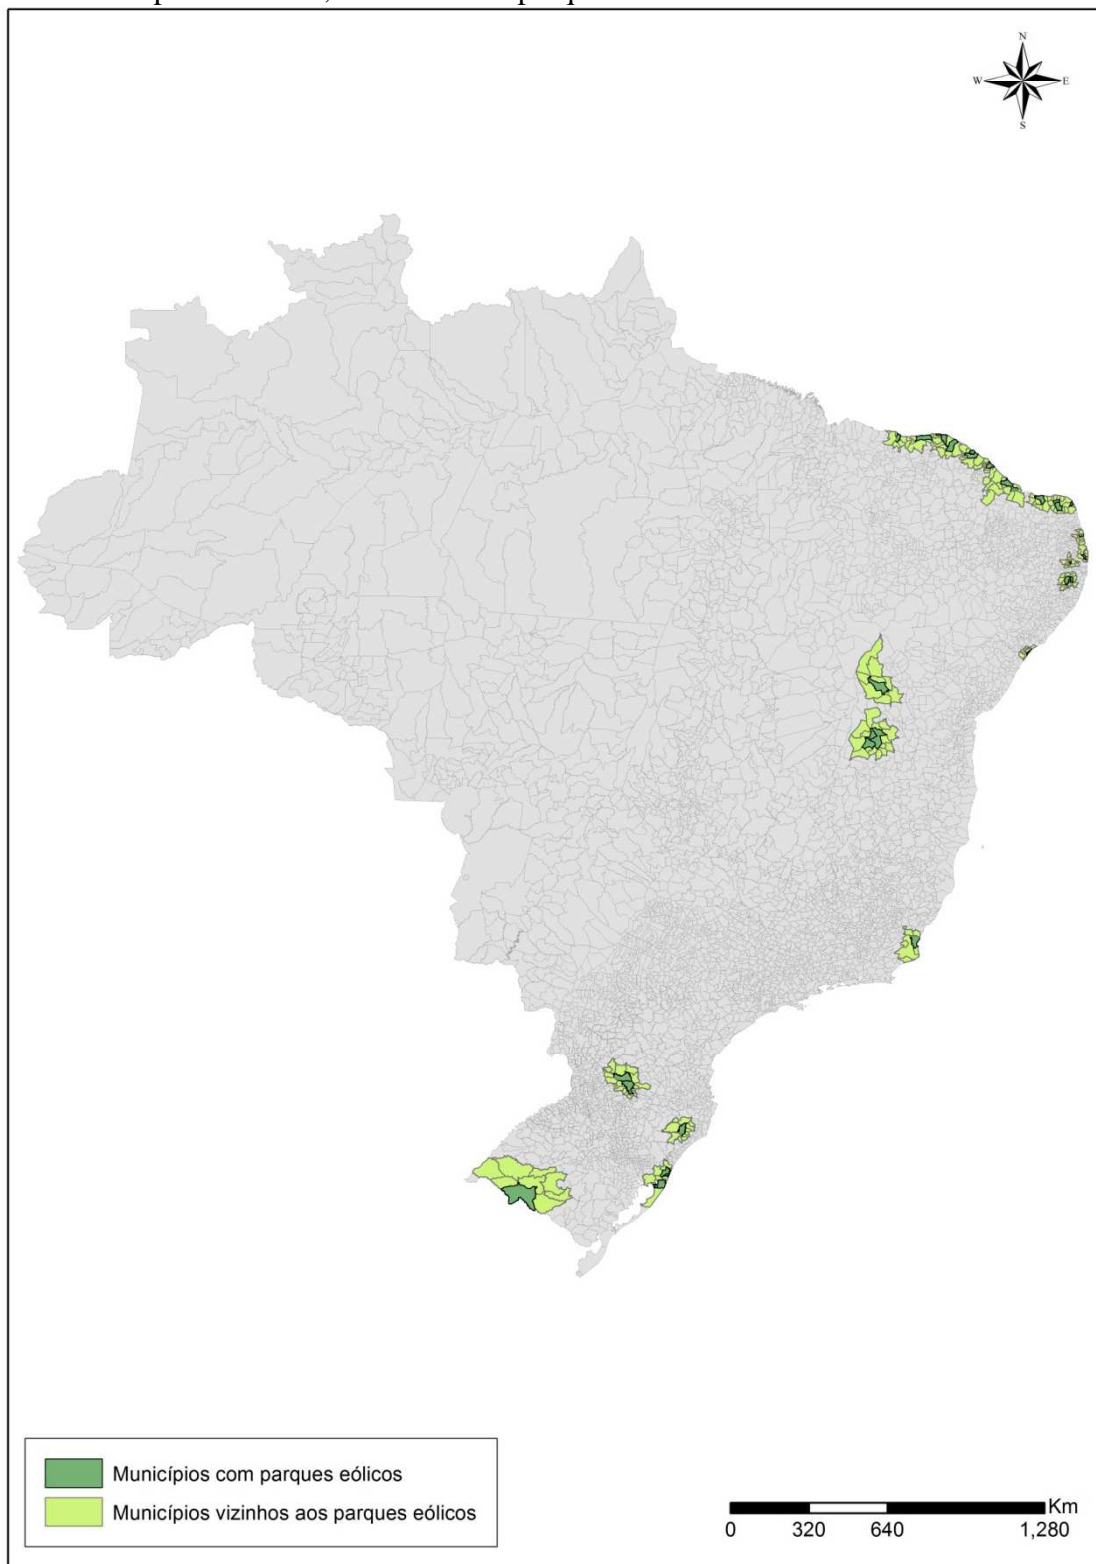 N
W E
S
Municípios com parques eólicos
Municípios vizinhos aos parques eólicos
Km
0 320 640 1,280